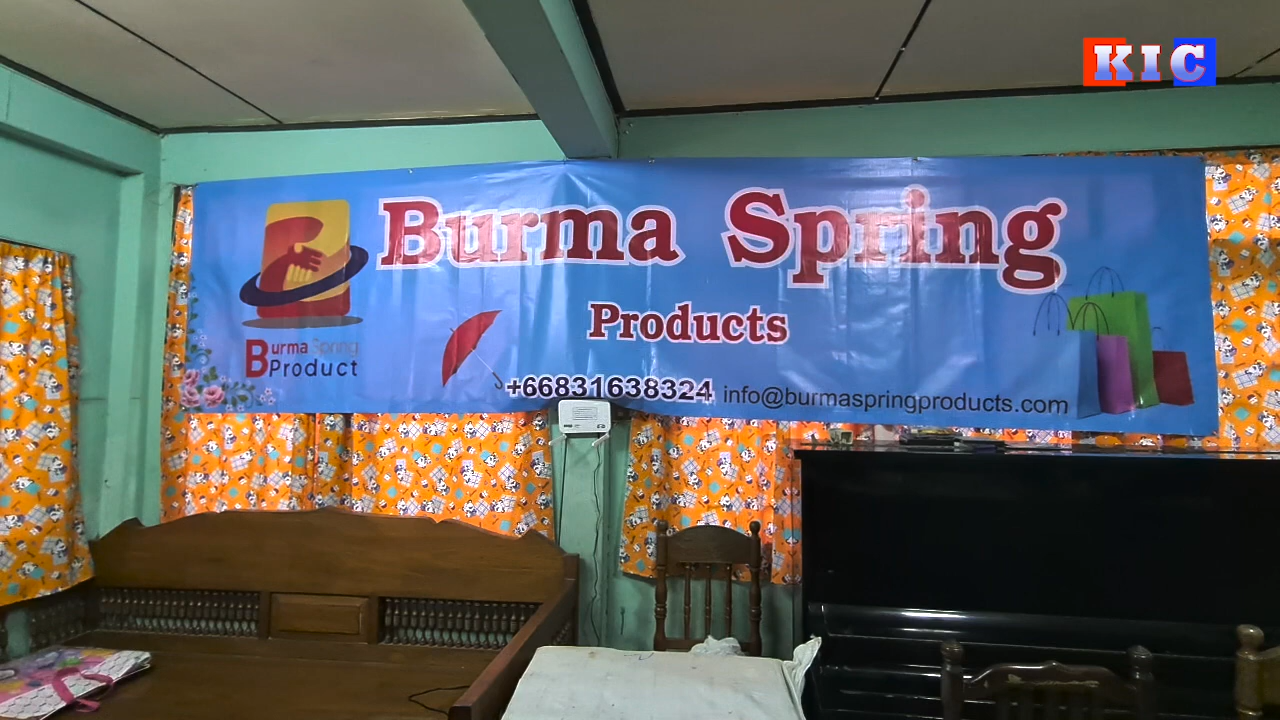 KIC
Burma Spring
Products
Burma Spring
Product
+66831638324 info@burmaspringproducts.com